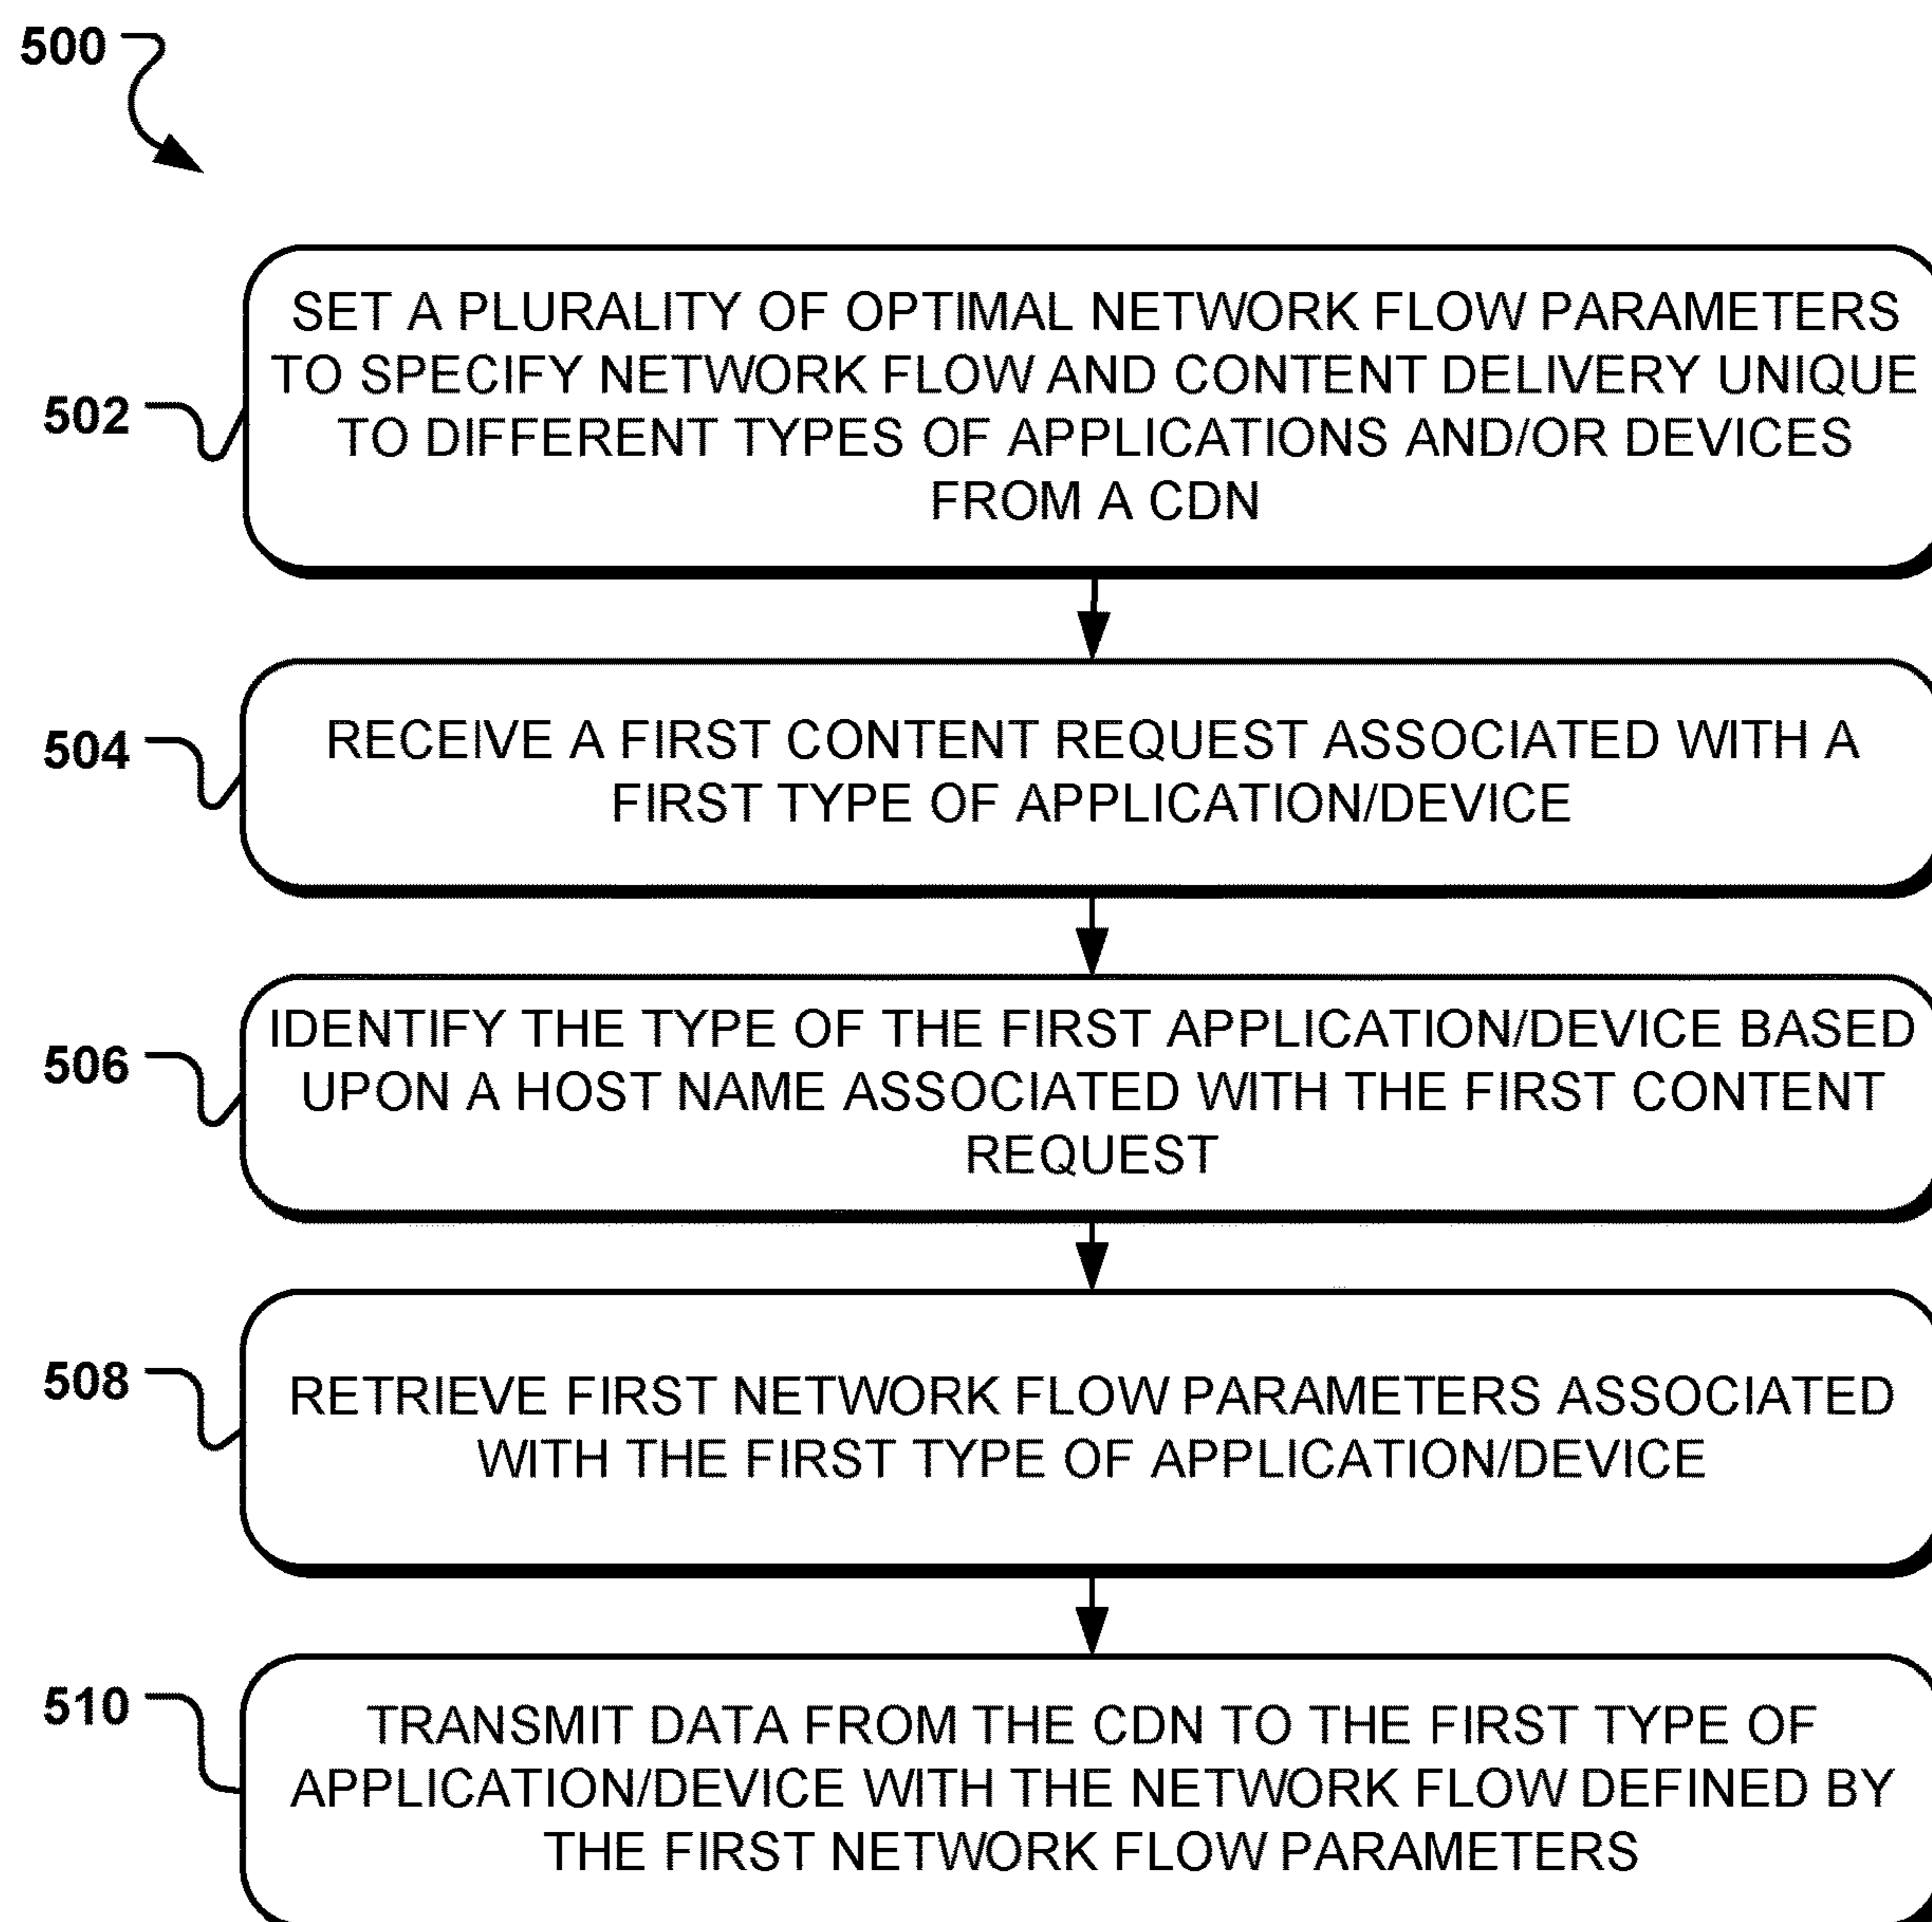 500
SET A PLURALITY OF OPTIMAL NETWORK FLOW PARAMETERS
TO SPECIFY NETWORK FLOW AND CONTENT DELIVERY UNIQUE
502
TO DIFFERENT TYPES OF APPLICATIONS AND/OR DEVICES
FROM A CDN
504
RECEIVE A FIRST CONTENT REQUEST ASSOCIATED WITH A
FIRST TYPE OF APPLICATION/DEVICE
506
IDENTIFY THE TYPE OF THE FIRST APPLICATION/DEVICE BASED
UPON A HOST NAME ASSOCIATED WITH THE FIRST CONTENT
REQUEST
508
RETRIEVE FIRST NETWORK FLOW PARAMETERS ASSOCIATED
WITH THE FIRST TYPE OF APPLICATION/DEVICE
510
TRANSMIT DATA FROM THE CDN TO THE FIRST TYPE OF
APPLICATION/DEVICE WITH THE NETWORK FLOW DEFINED BY
THE FIRST NETWORK FLOW PARAMETERS